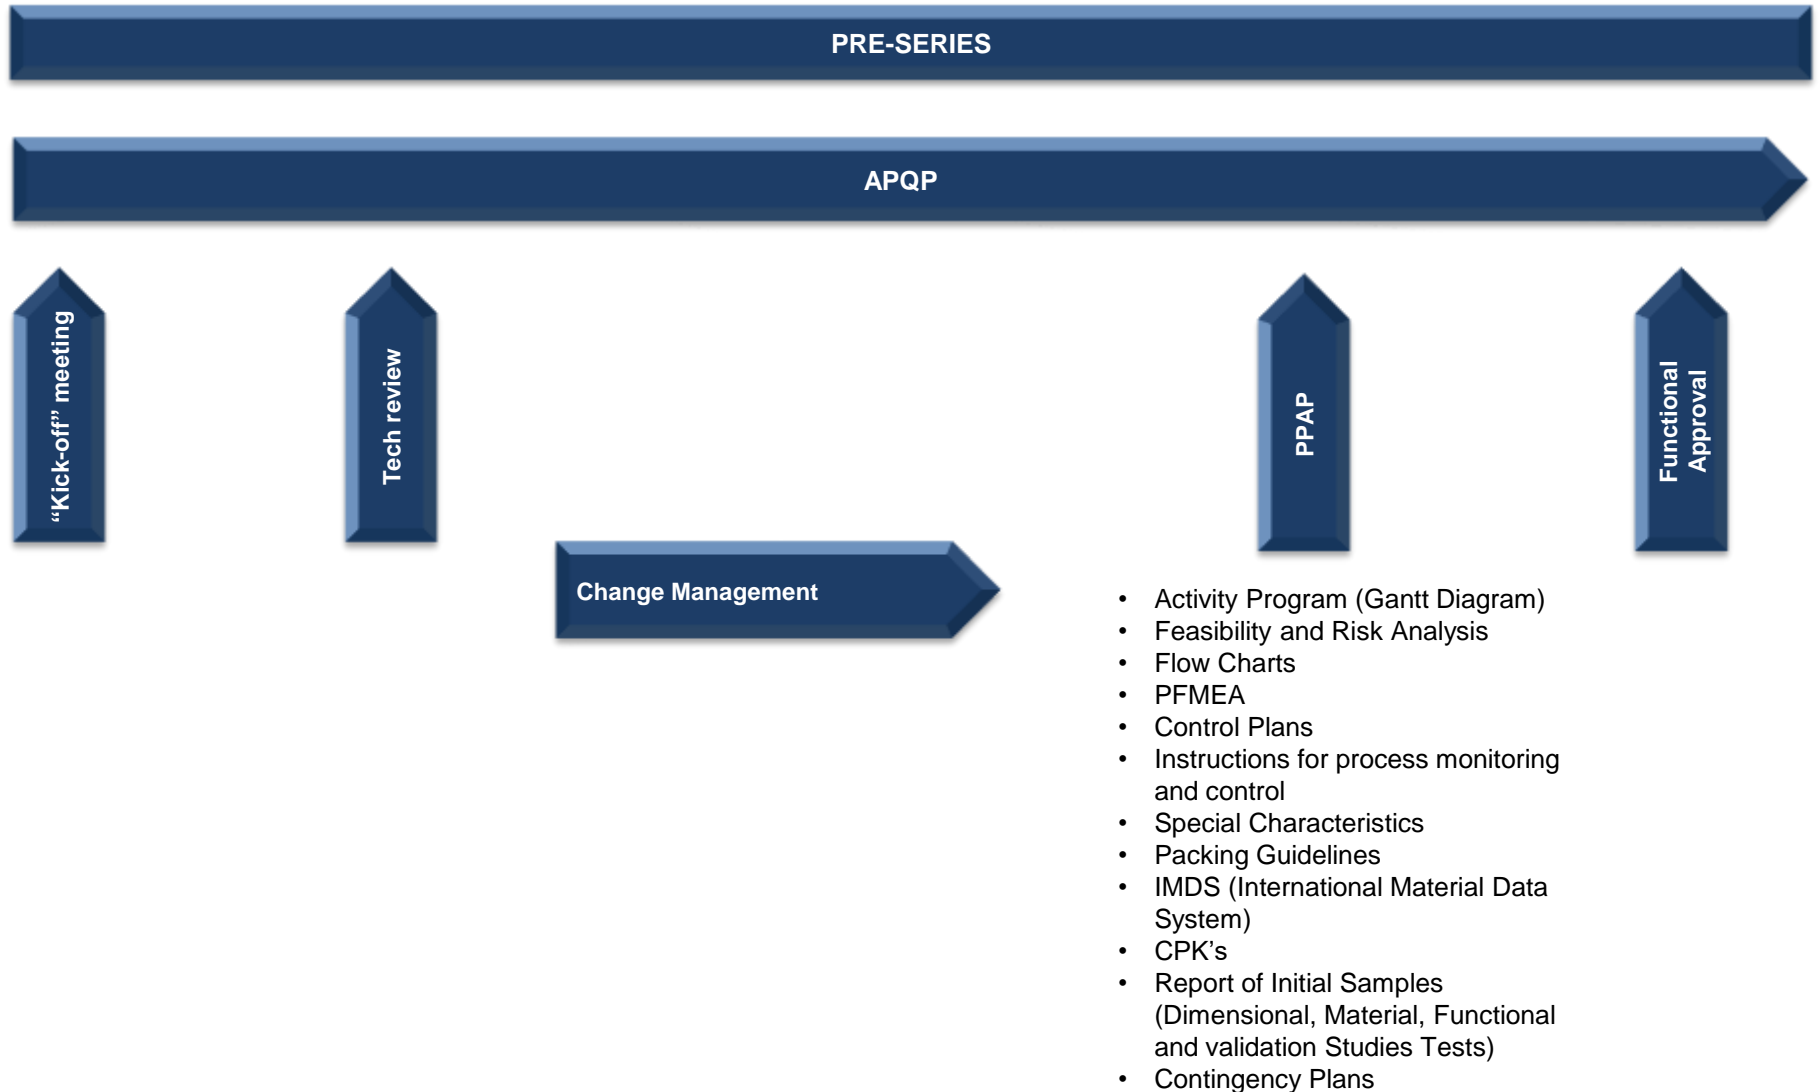 PRE-SERIES
APQP
“Kick-off” meeting
Tech review
PPAP
Functional
Approval
Change Management
• Activity Program (Gantt Diagram)
• Feasibility and Risk Analysis
• Flow Charts
• PFMEA
• Control Plans
• Instructions for process monitoring
and control
• Special Characteristics
• Packing Guidelines
• IMDS (International Material Data
System)
• CPK’s
• Report of Initial Samples
(Dimensional, Material, Functional
and validation Studies Tests)
• Contingency Plans